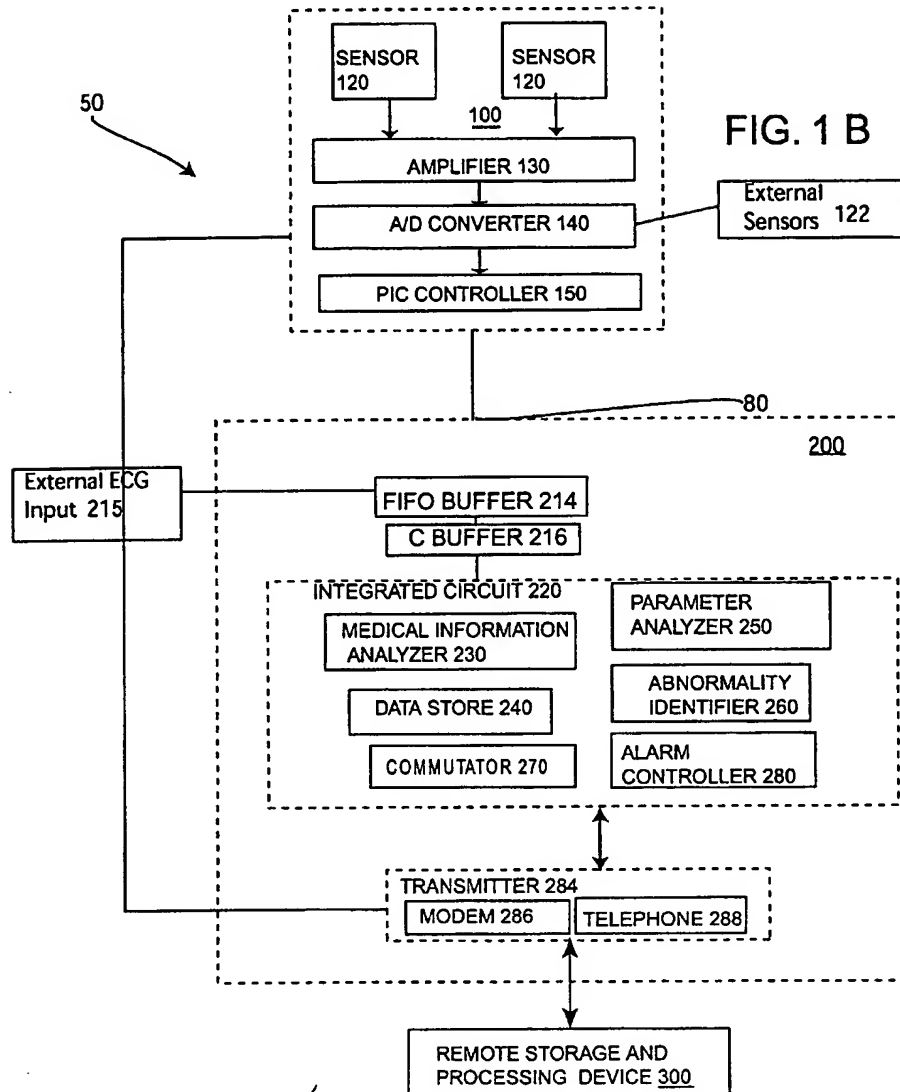 SENSOR
120
SENSOR
120
50
100
FIG. 1 B
AMPLIFIER 130
External
Sensors 122
A/D CONVERTER 140
PIC CONTROLLER 150
80
200
External ECG
Input 215
FIFO BUFFER 214
C BUFFER 216
INTEGRATED CIRCUIT 220
MEDICAL INFORMATION
ANALYZER 230
PARAMETER
ANALYZER 250
DATA STORE 240
ABNORMALITY
IDENTIFIER 260
COMMUTATOR 270
ALARM
CONTROLLER 280
TRANSMITTER 284
MODEM 286
TELEPHONE 288
REMOTE STORAGE AND
PROCESSING DEVICE 300